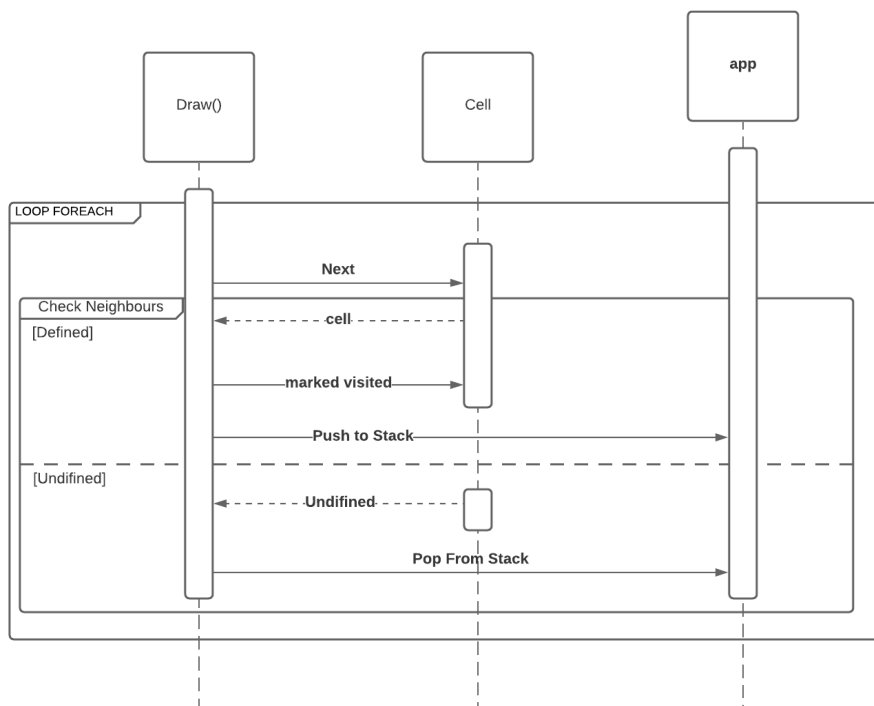 app
Draw()
Cell
LOOP FOREACH
Next
Check Neighbours
cell
[Defined]
marked visited
Push to Stack
[Undifined]
Undifined
Pop From Stack